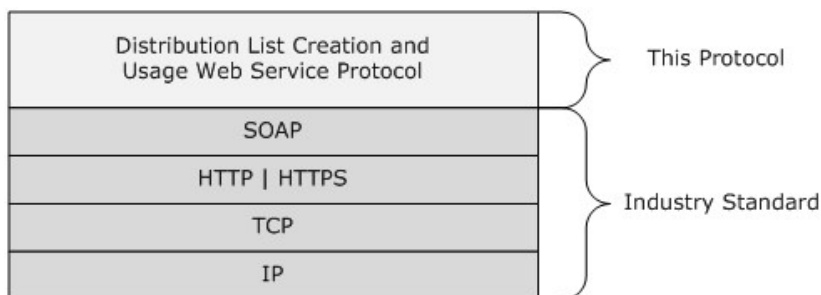 Distribution List Creation and
Usage Web Service Protocol
This Protocol
SOAP
HTTP | HTTPS
TCP
IP
Industry Standard